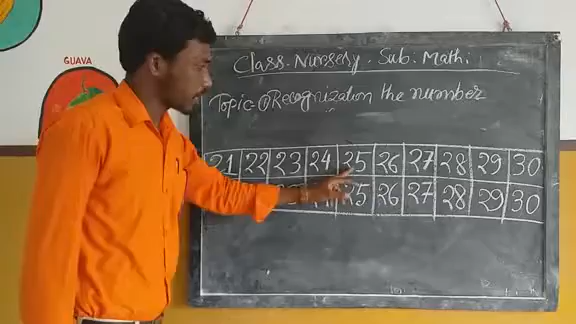 GUAVA
Class. Nursery. Sub. Math.
Topic ① Recognization the number
21 22 23 24 25 26 27 28 29 30
25 26 27 28 29 30